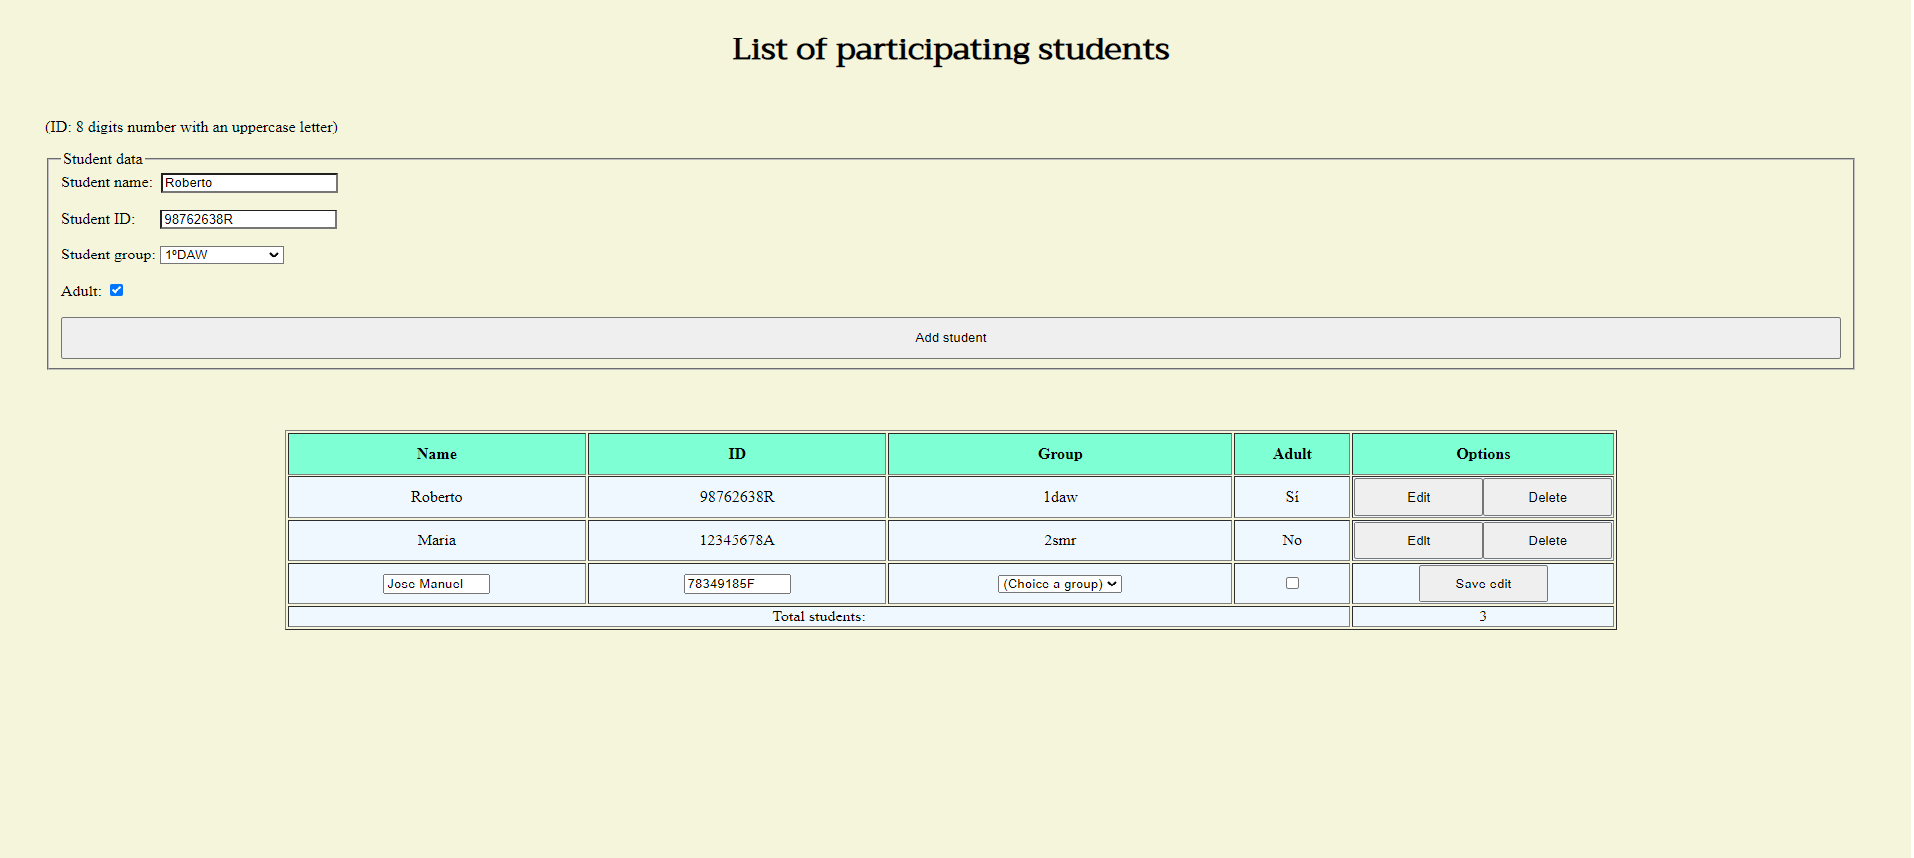 List of participating students
(ID: 8 digits number with an uppercase letter)
Student data
Student name: Roberto
Student ID: 98762638R
Student group: 1ºDAW
Adult:
Add student
Name ID Group Adult Options
Roberto 98762638R 1daw Sí Edit Delete
Maria 12345678A 2smr No Edit Delete
Jose Manuel 78349185F (Choice a group) Save edit
Total students: 3